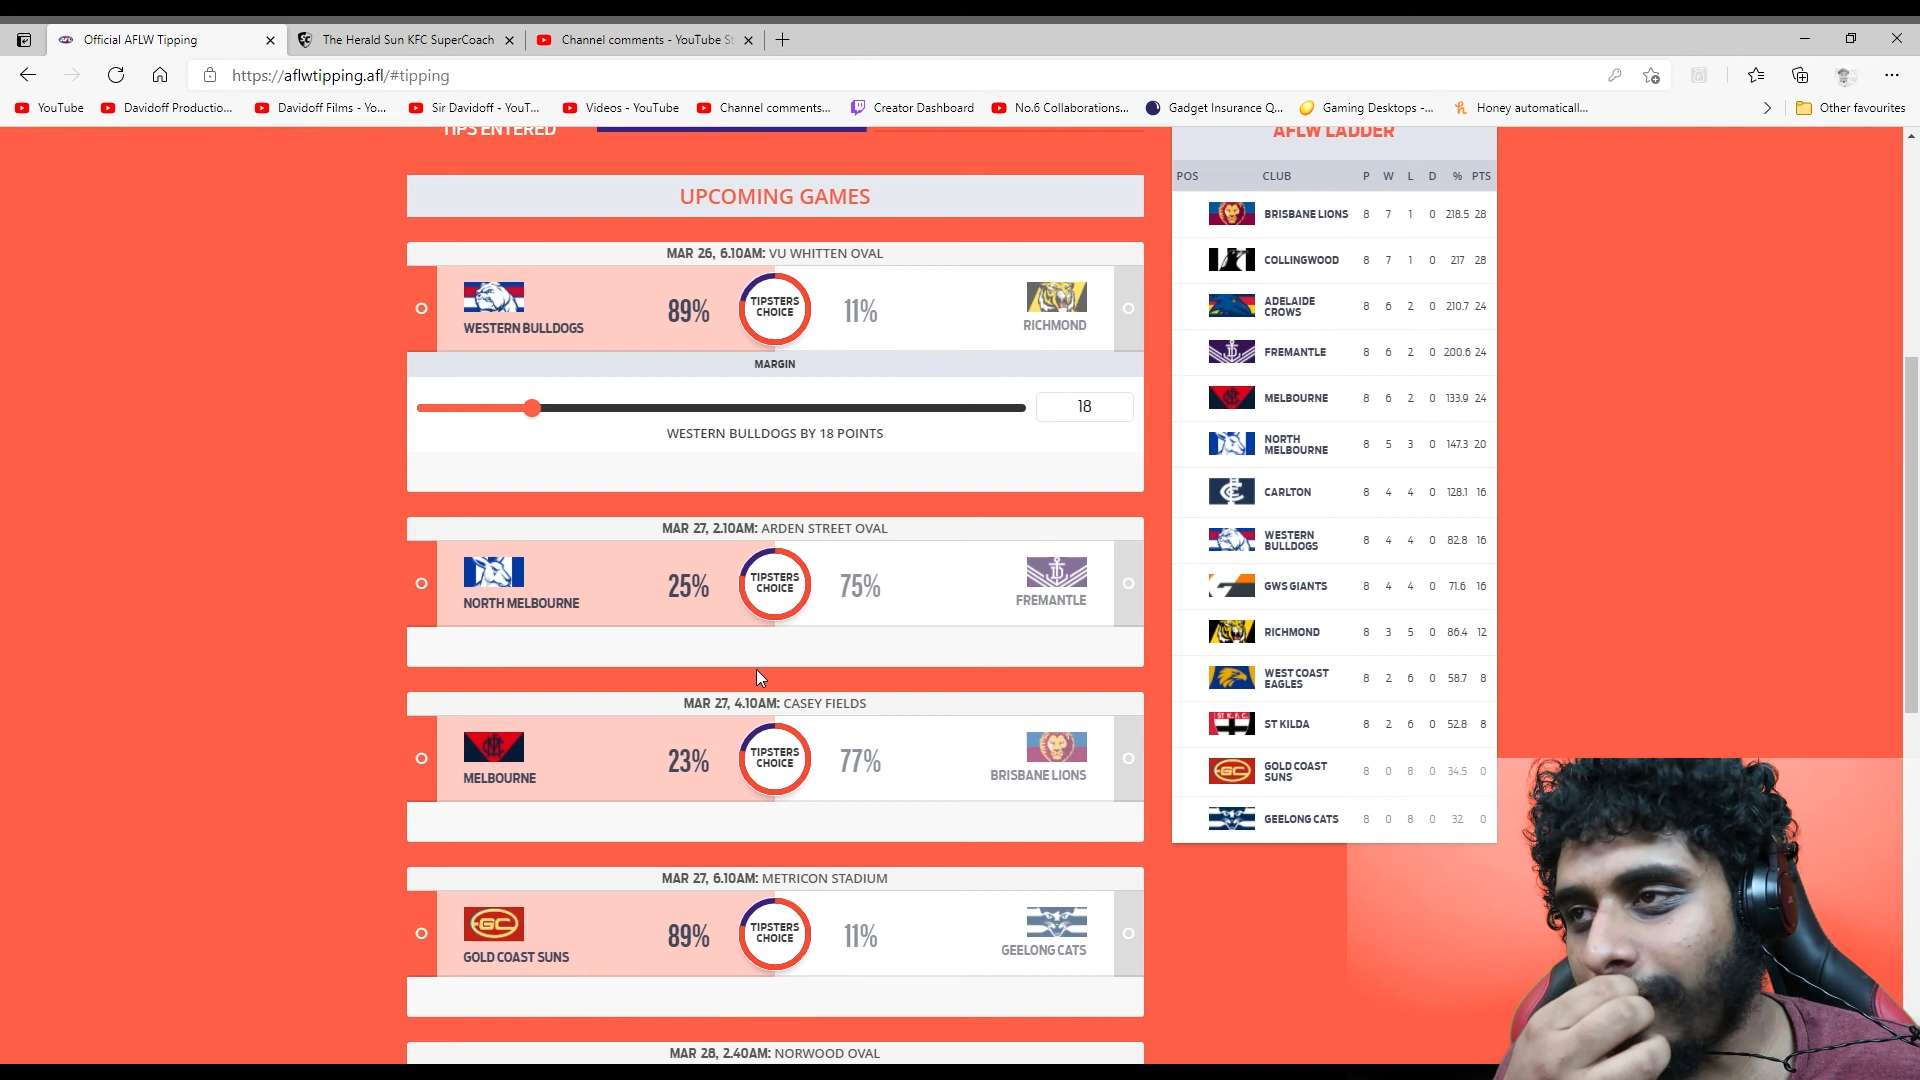 Official AFLW Tipping
The Herald Sun KFC SuperCoach
Channel comments - YouTube St
https://aflwtipping.afl/#tipping
YouTube
Davidoff Productio...
Davidoff Films - Yo...
Sir Davidoff - YouT...
Videos - YouTube
Channel comments...
Creator Dashboard
No.6 Collaborations...
Gadget Insurance Q...
Gaming Desktops -...
Honey automaticall...
Other favourites
TIPS ENTERED
UPCOMING GAMES
MAR 26, 6.10AM: VU WHITTEN OVAL
WESTERN BULLDOGS
89%
TIPSTERS
CHOICE
11%
RICHMOND
MARGIN
18
WESTERN BULLDOGS BY 18 POINTS
MAR 27, 2.10AM: ARDEN STREET OVAL
NORTH MELBOURNE
25%
TIPSTERS
CHOICE
75%
FREMANTLE
MAR 27, 4.10AM: CASEY FIELDS
MELBOURNE
23%
TIPSTERS
CHOICE
77%
BRISBANE LIONS
MAR 27, 6.10AM: METRICON STADIUM
GOLD COAST SUNS
89%
TIPSTERS
CHOICE
11%
GEELONG CATS
MAR 28, 2.40AM: NORWOOD OVAL
AFLW LADDER
POS CLUB P W L D % PTS
BRISBANE LIONS 8 7 1 0 218.5 28
COLLINGWOOD 8 7 1 0 217 28
ADELAIDE
CROWS 8 6 2 0 210.7 24
FREMANTLE 8 6 2 0 200.6 24
MELBOURNE 8 6 2 0 133.9 24
NORTH
MELBOURNE 8 5 3 0 147.3 20
CARLTON 8 4 4 0 128.1 16
WESTERN
BULLDOGS 8 4 4 0 82.8 16
GWS GIANTS 8 4 4 0 71.6 16
RICHMOND 8 3 5 0 86.4 12
WEST COAST
EAGLES 8 2 6 0 58.7 8
ST KILDA 8 2 6 0 52.8 8
GOLD COAST
SUNS 8 0 8 0 34.5 0
GEELONG CATS 8 0 8 0 32 0